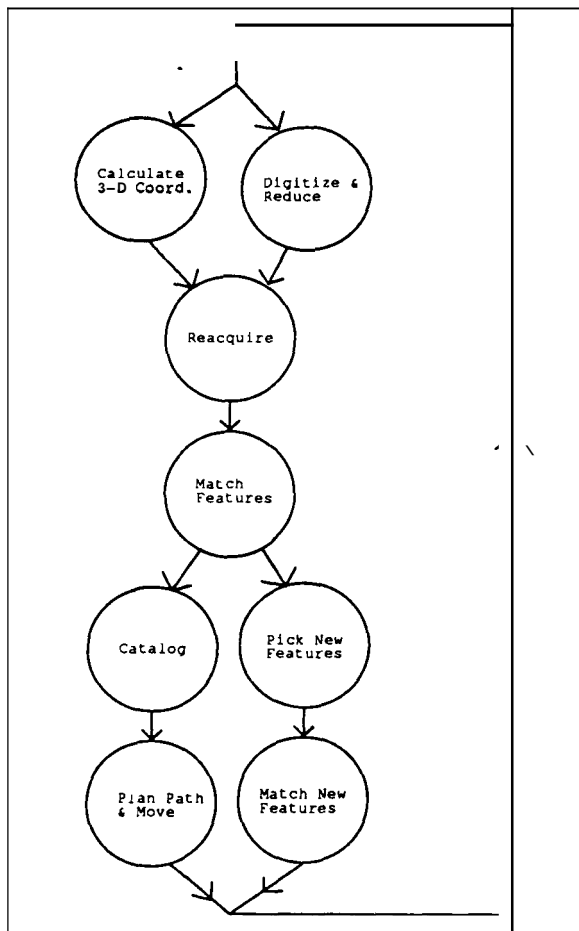 Calculate
3-D Coord.
Digitize &
Reduce
Reacquire
Match
Features
Catalog
Pick New
Features
Plan Path
& Move
Match New
Features